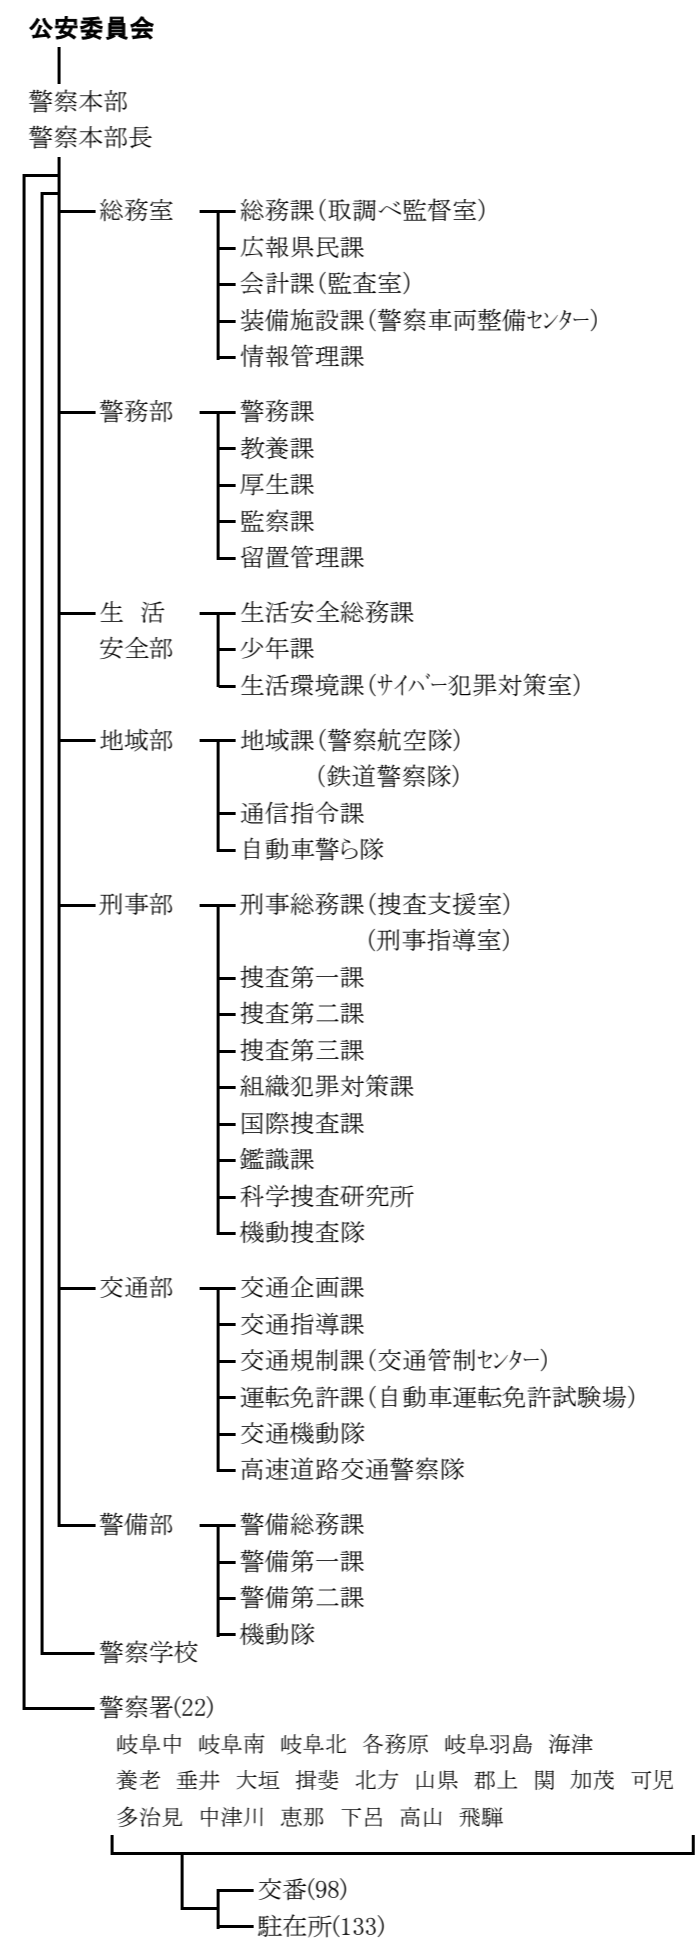 公安委員会
警察本部
警察本部長
総務室 総務課(取調べ監督室)
広報県民課
会計課(監査室)
装備施設課(警察車両整備ｾﾝﾀｰ)
情報管理課
警務部 警務課
教養課
厚生課
監察課
留置管理課
生 活 生活安全総務課
安全部 少年課
生活環境課(ｻｲﾊﾞｰ犯罪対策室)
地域部 地域課(警察航空隊)
(鉄道警察隊)
通信指令課
自動車警ら隊
刑事部 刑事総務課(捜査支援室)
(刑事指導室)
捜査第一課
捜査第二課
捜査第三課
組織犯罪対策課
国際捜査課
鑑識課
科学捜査研究所
機動捜査隊
交通部 交通企画課
交通指導課
交通規制課(交通管制ｾﾝﾀｰ)
運転免許課(自動車運転免許試験場)
交通機動隊
高速道路交通警察隊
警備部 警備総務課
警備第一課
警備第二課
機動隊
警察学校
警察署(22)
岐阜中 岐阜南 岐阜北 各務原 岐阜羽島 海津
養老 垂井 大垣 揖斐 北方 山県 郡上 関 加茂 可児
多治見 中津川 恵那 下呂 高山 飛騨
交番(98)
駐在所(133)